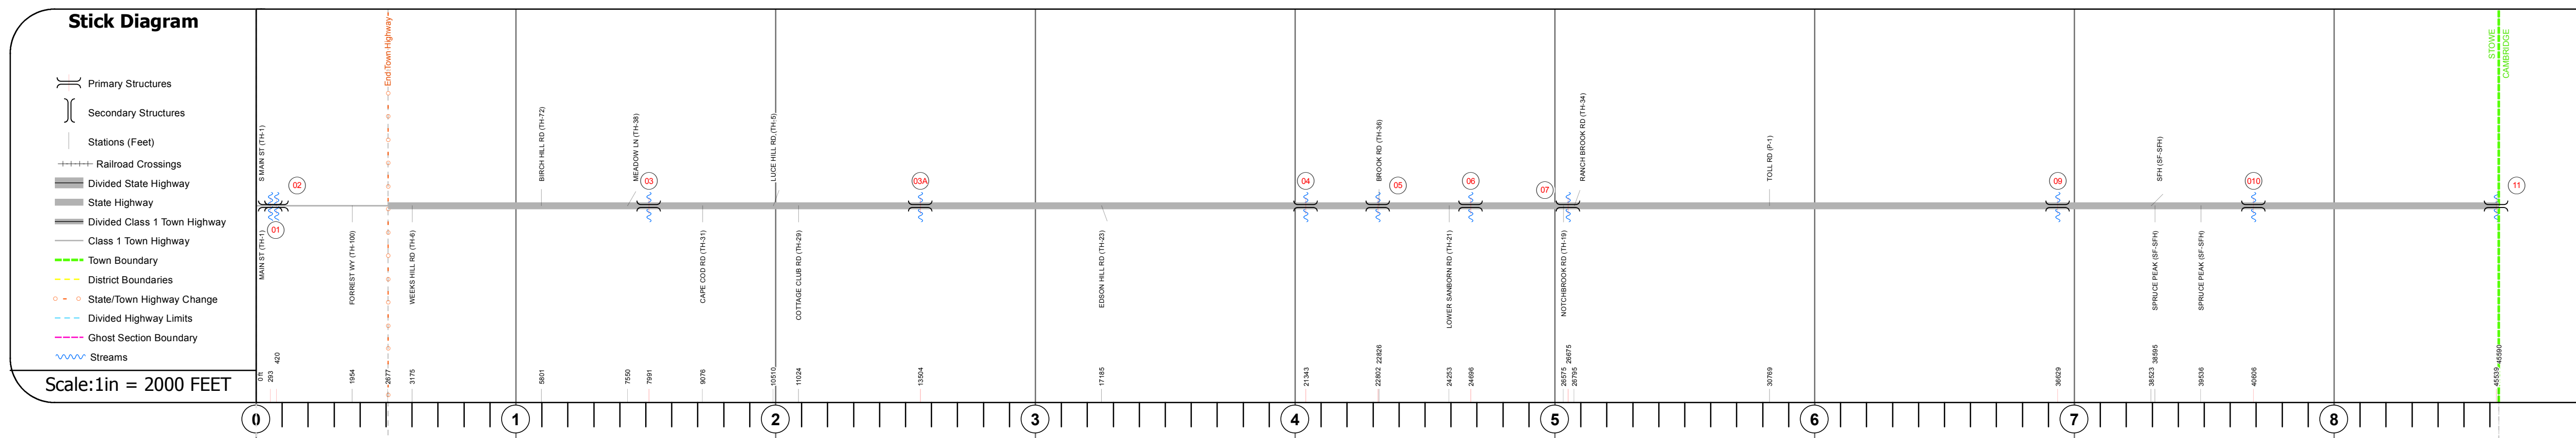 Stick Diagram
Primary Structures
Secondary Structures
Stations (Feet)
Railroad Crossings
Divided State Highway
State Highway
Divided Class 1 Town Highway
Class 1 Town Highway
Town Boundary
District Boundaries
State/Town Highway Change
Divided Highway Limits
Ghost Section Boundary
Streams
Scale:1in = 2000 FEET
End Town Highway
STOWE
CAMBRIDGE
S MAIN ST (TH-1)
BIRCH HILL RD (TH-72)
MEADOW LN (TH-38)
LUCE HILL RD (TH-5)
BROOK RD (TH-36)
RANCH BROOK RD (TH-34)
TOLL RD (P-1)
SFH (SF-SFH)
02
03
03A
04
05
06
07
09
010
11
01
MAIN ST (TH-1)
FORREST WY (TH-100)
WEEKS HILL RD (TH-6)
CAPE COD RD (TH-31)
COTTAGE CLUB RD (TH-29)
EDSON HILL RD (TH-23)
LOWER SANBORN RD (TH-21)
NOTCHBROOK RD (TH-19)
SPRUCE PEAK (SF-SFH)
SPRUCE PEAK (SF-SFH)
0 ft
293
420
1954
2677
3175
5801
7550
7991
9076
10510
11024
13504
17185
21343
22802
22826
24253
24696
26575
26675
26795
30769
36629
38523
38595
39536
40606
45539
45590
0
1
2
3
4
5
6
7
8